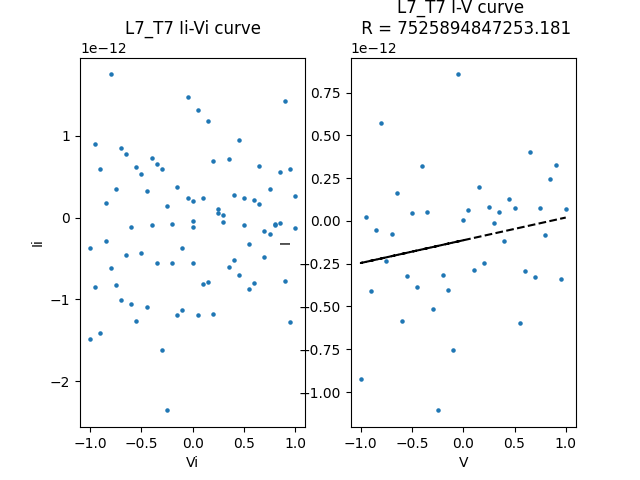 L7_T7 Ii-Vi curve
L7_T7 I-V curve
R = 7525894847253.181
1e−12
1e−12
1
0
−1
−2
Ii
−1.0 −0.5 0.0 0.5 1.0
Vi
0.75
0.50
0.25
0.00
−0.25
−0.50
−0.75
−1.00
I
−1.0 −0.5 0.0 0.5 1.0
V